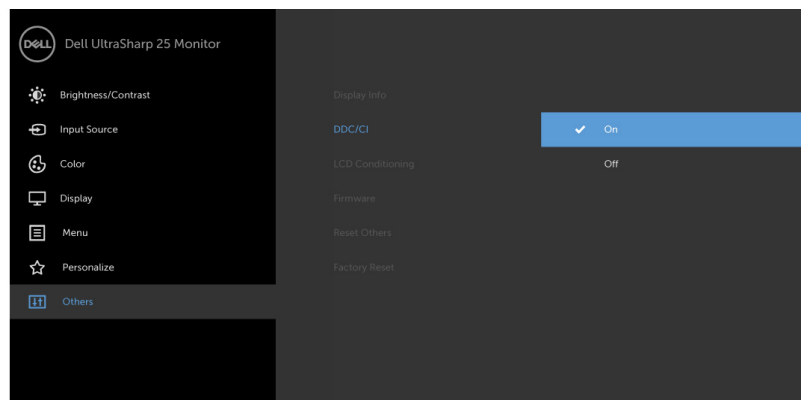 DELL Dell UltraSharp 25 Monitor
Brightness/Contrast
Input Source
Color
Display
Menu
Personalize
Others
Display Info
DDC/CI
LCD Conditioning
Firmware
Reset Others
Factory Reset
On
Off